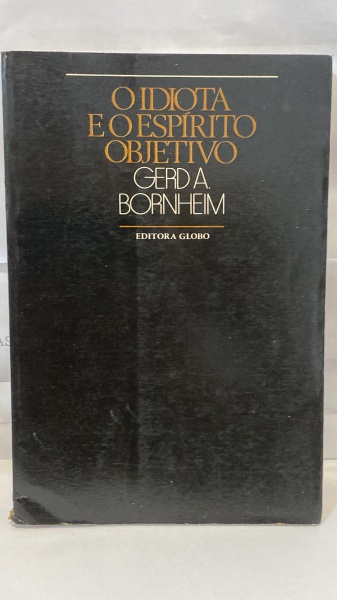 O IDIOTA
E O ESPÍRITO
OBJETIVO
GERD A.
BORNHEIM
EDITORA GLOBO